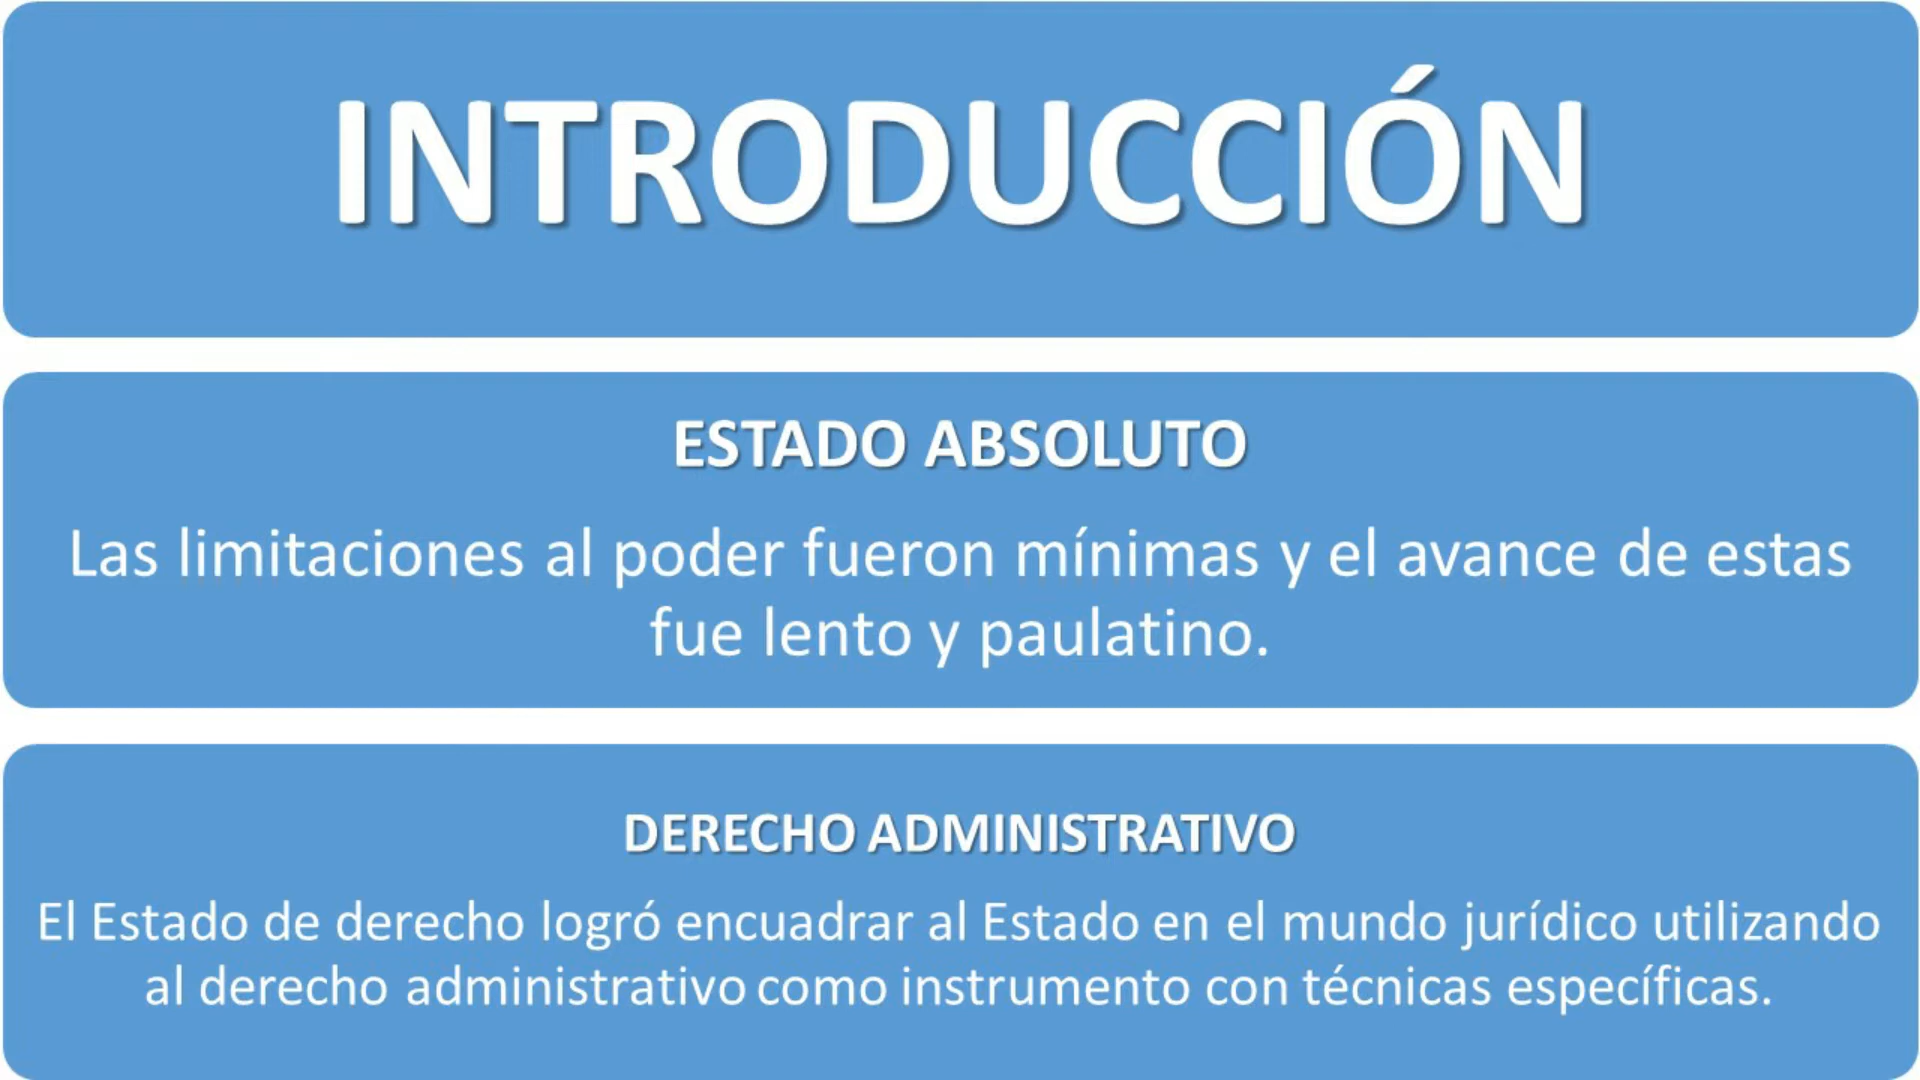 INTRODUCCIÓN
ESTADO ABSOLUTO
Las limitaciones al poder fueron mínimas y el avance de estas
fue lento y paulatino.
DERECHO ADMINISTRATIVO
El Estado de derecho logró encuadrar al Estado en el mundo jurídico utilizando
al derecho administrativo como instrumento con técnicas específicas.